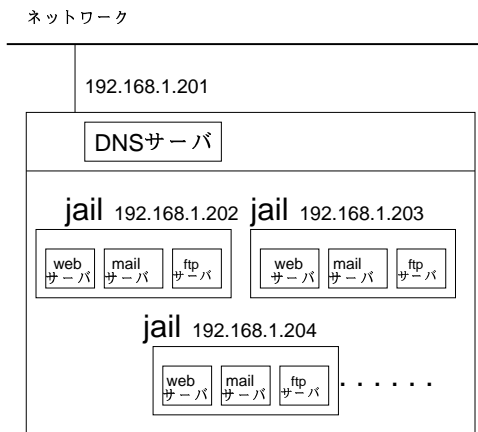 ネットワーク
192.168.1.201
DNSサーバ
jail 192.168.1.202 jail 192.168.1.203
web サーバ mail サーバ ftp サーバ web サーバ mail サーバ ftp サーバ
jail 192.168.1.204
web サーバ mail サーバ ftp サーバ ......